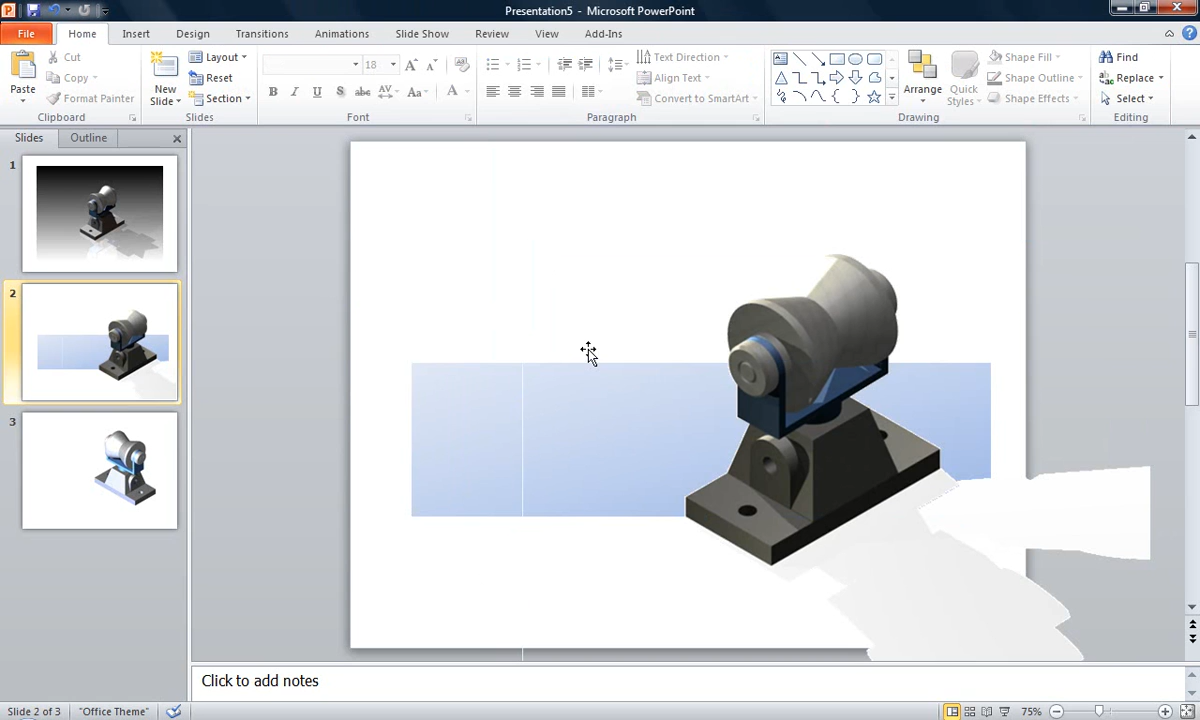 Presentation5 - Microsoft PowerPoint
File Home Insert Design Transitions Animations Slide Show Review View Add-Ins
Paste
Cut
Copy
Format Painter
Clipboard
New Slide
Layout
Reset
Section
Slides
18
Font
Text Direction
Align Text
Convert to SmartArt
Paragraph
Arrange
Quick Styles
Shape Fill
Shape Outline
Shape Effects
Drawing
Find
Replace
Select
Editing
Slides Outline
1
2
3
Click to add notes
Slide 2 of 3 "Office Theme" 75%